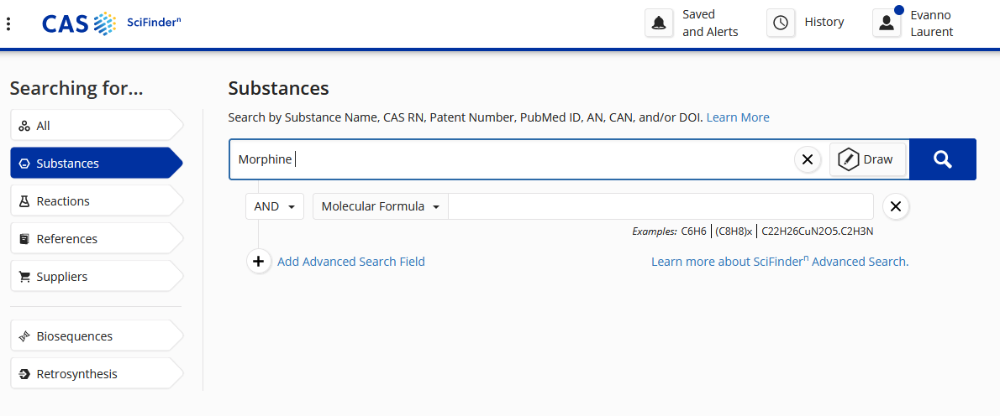 CAS SciFinderⁿ
Saved and Alerts
History
Evanno Laurent
Searching for...
All
Substances
Reactions
References
Suppliers
Biosequences
Retrosynthesis
Substances
Search by Substance Name, CAS RN, Patent Number, PubMed ID, AN, CAN, and/or DOI. Learn More
Morphine
Draw
AND
Molecular Formula
Examples: C6H6 | (C8H8)x | C22H26CuN2O5.C2H3N
Add Advanced Search Field
Learn more about SciFinderⁿ Advanced Search.